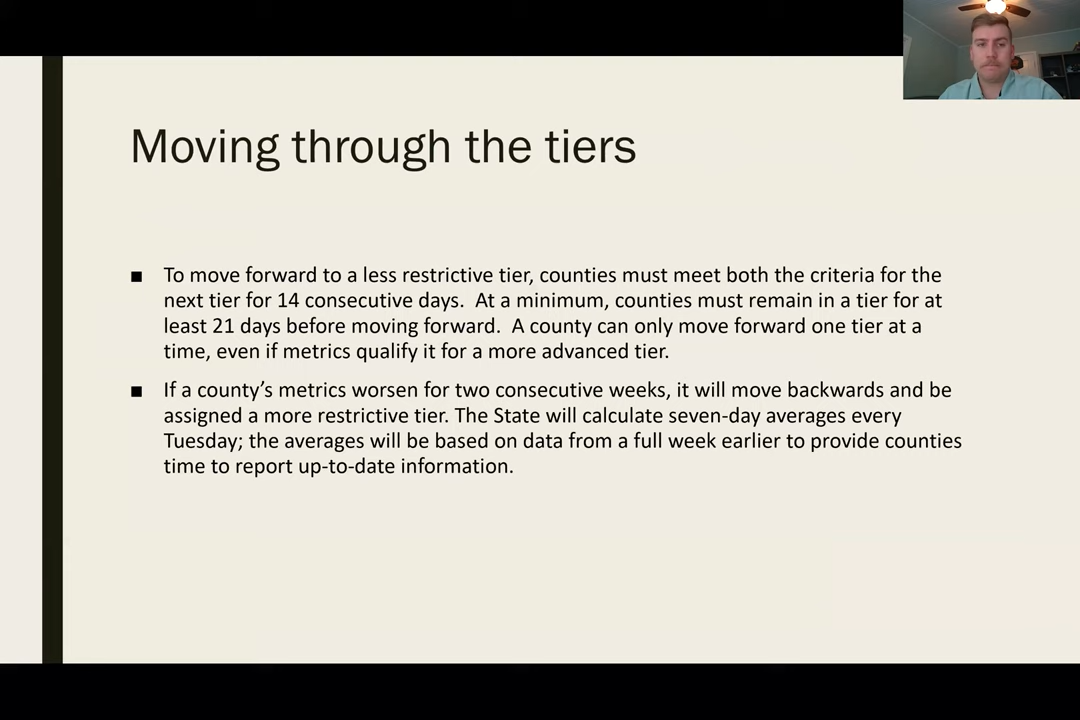 Moving through the tiers
■ To move forward to a less restrictive tier, counties must meet both the criteria for the
next tier for 14 consecutive days.  At a minimum, counties must remain in a tier for at
least 21 days before moving forward.  A county can only move forward one tier at a
time, even if metrics qualify it for a more advanced tier.
■ If a county’s metrics worsen for two consecutive weeks, it will move backwards and be
assigned a more restrictive tier. The State will calculate seven-day averages every
Tuesday; the averages will be based on data from a full week earlier to provide counties
time to report up-to-date information.